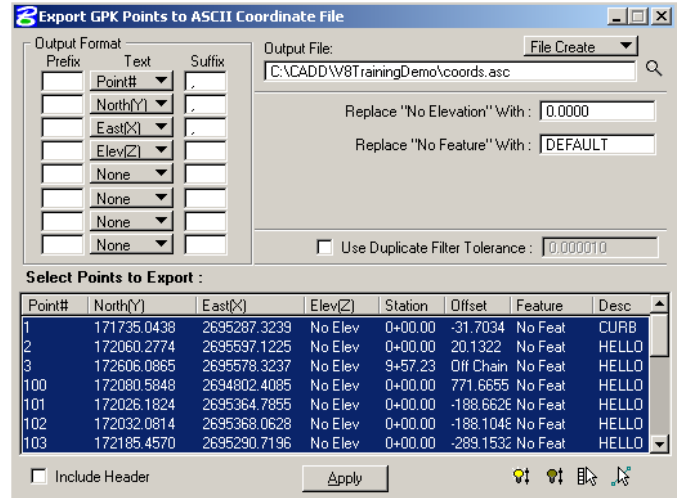 Export GPK Points to ASCII Coordinate File
Output Format
Prefix Text Suffix
Point# ,
North(Y) ,
East(X) ,
Elev(Z)
None
None
None
None
Output File: File Create
C:\CADD\V8TrainingDemo\coords.asc
Replace "No Elevation" With : 0.0000
Replace "No Feature" With : DEFAULT
Use Duplicate Filter Tolerance : 0.000010
Select Points to Export :
Point# North(Y) East(X) Elev(Z) Station Offset Feature Desc
1 171735.0438 2695287.3239 No Elev 0+00.00 -31.7034 No Feat CURB
2 172060.2774 2695597.1225 No Elev 0+00.00 20.1322 No Feat HELLO
3 172606.0865 2695578.3237 No Elev 9+57.23 Off Chain No Feat HELLO
100 172080.5848 2694802.4085 No Elev 0+00.00 771.6655 No Feat HELLO
101 172026.1824 2695364.7855 No Elev 0+00.00 -188.662 No Feat HELLO
102 172032.0814 2695368.0628 No Elev 0+00.00 -188.104 No Feat HELLO
103 172185.4570 2695290.7196 No Elev 0+00.00 -289.153 No Feat HELLO
Include Header Apply